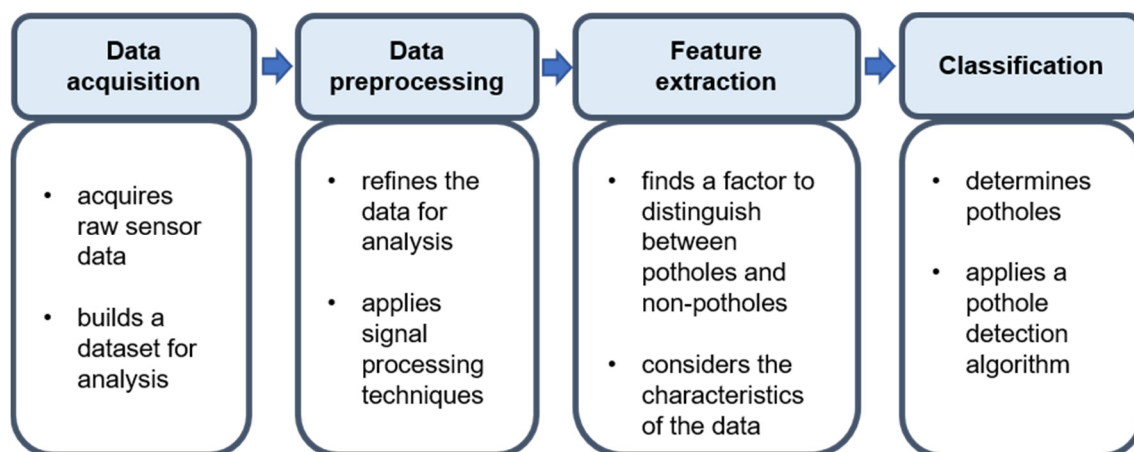 Data
acquisition
Data
preprocessing
Feature
extraction
Classification
• acquires
raw sensor
data
• builds a
dataset for
analysis
• refines the
data for
analysis
• applies
signal
processing
techniques
• finds a factor to
distinguish
between
potholes and
non-potholes
• considers the
characteristics
of the data
• determines
potholes
• applies a
pothole
detection
algorithm